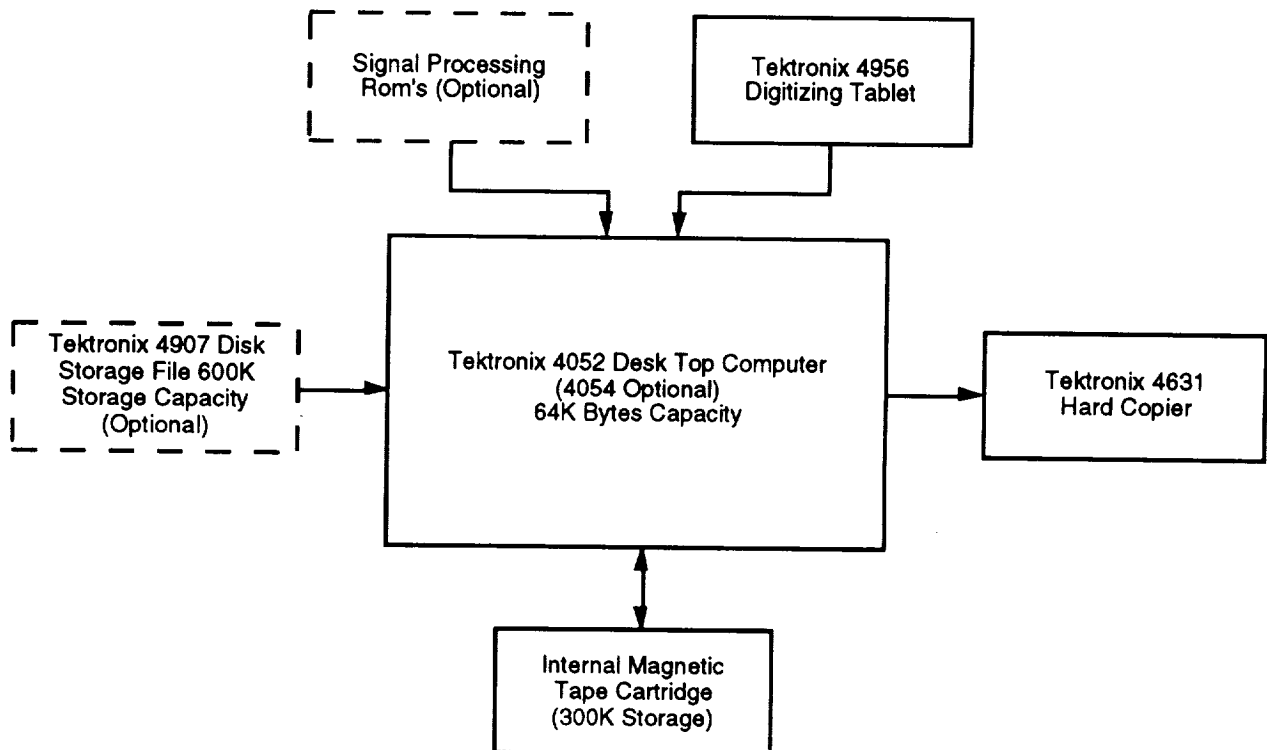 Signal Processing
Rom's (Optional)
Tektronix 4956
Digitizing Tablet
Tektronix 4907 Disk
Storage File 600K
Storage Capacity
(Optional)
Tektronix 4052 Desk Top Computer
(4054 Optional)
64K Bytes Capacity
Tektronix 4631
Hard Copier
Internal Magnetic
Tape Cartridge
(300K Storage)